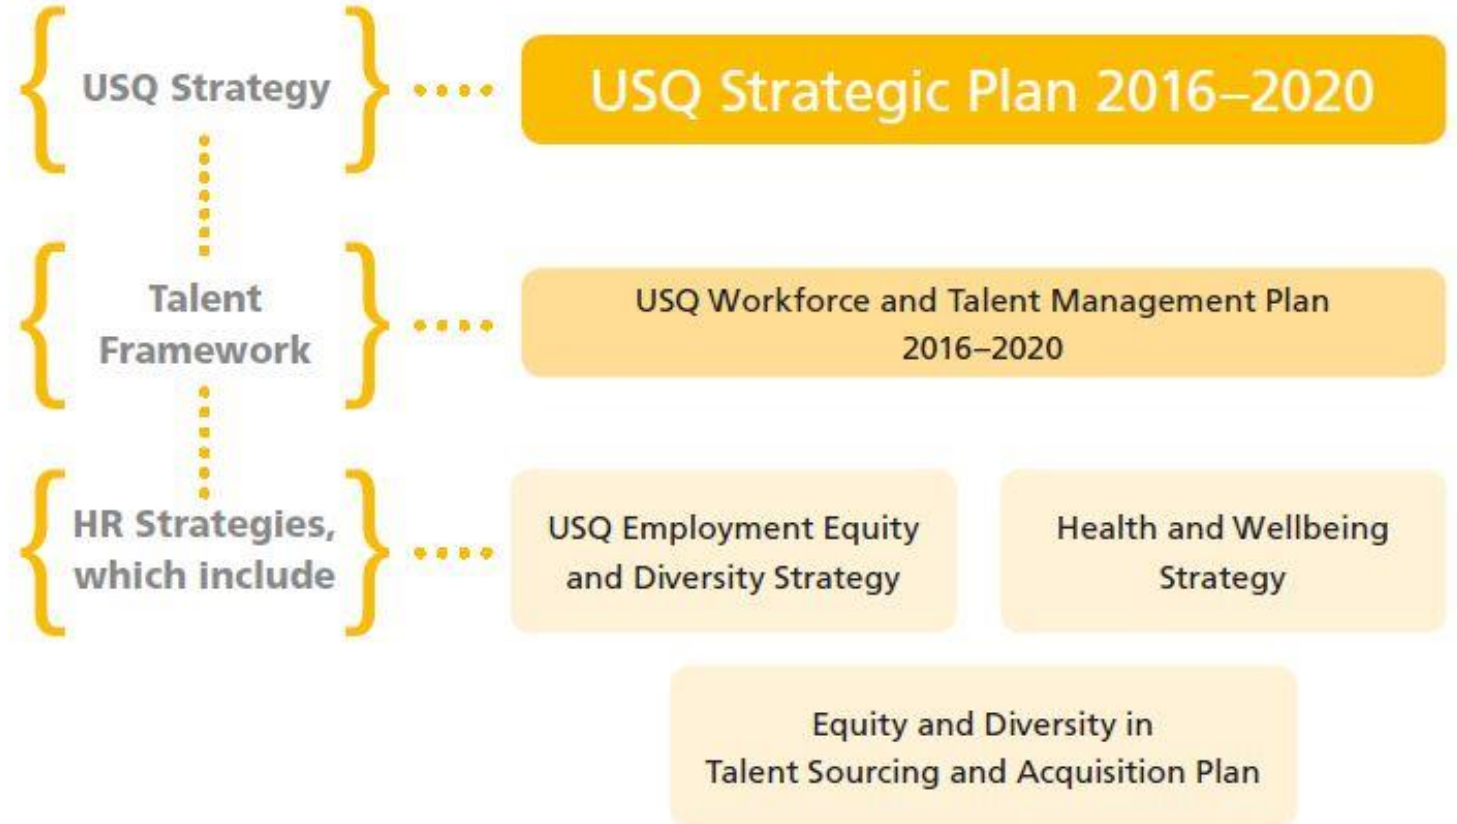 USQ Strategy
USQ Strategic Plan 2016–2020
Talent
Framework
USQ Workforce and Talent Management Plan
2016–2020
HR Strategies,
which include
USQ Employment Equity
and Diversity Strategy
Health and Wellbeing
Strategy
Equity and Diversity in
Talent Sourcing and Acquisition Plan